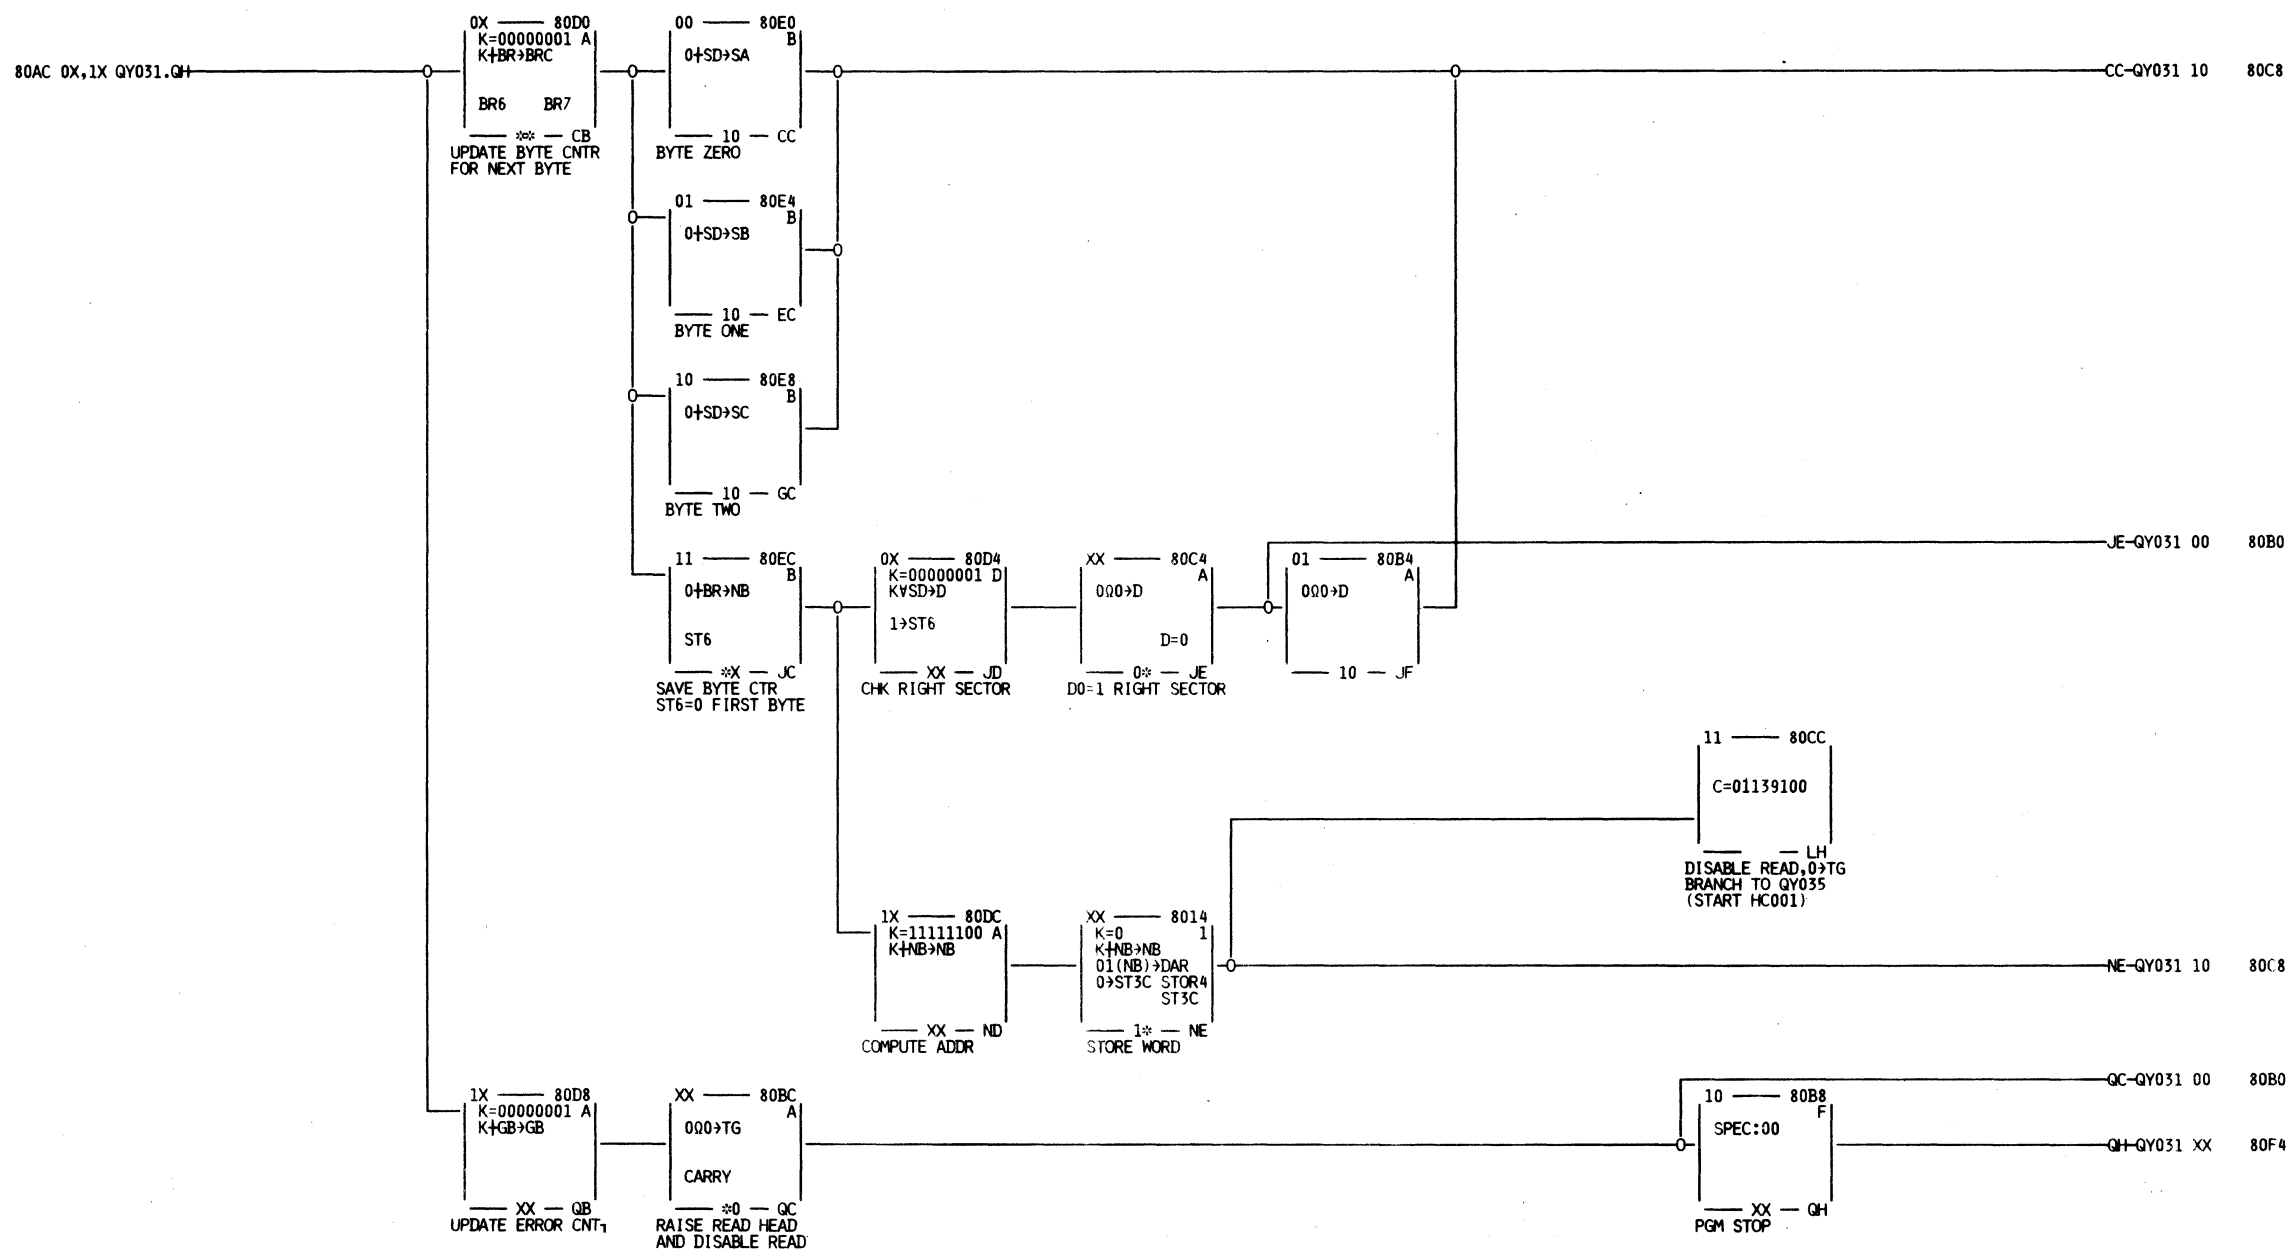 80AC 0X,1X QY031.QH
0X 80D0
K=00000001 A
K+BR→BRC
BR6 BR7
** CB
UPDATE BYTE CNTR
FOR NEXT BYTE
00 80E0
B
0+SD→SA
10 CC
BYTE ZERO
CC-QY031 10 80C8
01 80E4
B
0+SD→SB
10 EC
BYTE ONE
10 80E8
B
0+SD→SC
10 GC
BYTE TWO
11 80EC
B
0+BR→NB
ST6
*X JC
SAVE BYTE CTR
ST6=0 FIRST BYTE
0X 80D4
K=00000001 D
K∀SD→D
1→ST6
XX JD
CHK RIGHT SECTOR
XX 80C4
A
0Ω0→D
D=0
0* JE
D0=1 RIGHT SECTOR
01 80B4
A
0Ω0→D
10 JF
JE-QY031 00 80B0
11 80CC
C=01139100
LH
DISABLE READ,0→TG
BRANCH TO QY035
(START HC001)
1X 80DC
K=11111100 A
K+NB→NB
XX ND
COMPUTE ADDR
XX 8014
K=0 1
K+NB→NB
01(NB)→DAR
0→ST3C STOR4
ST3C
1* NE
STORE WORD
NE-QY031 10 80C8
1X 80D8
K=00000001 A
K+GB→GB
XX QB
UPDATE ERROR CNT
XX 80BC
A
0Ω0→TG
CARRY
*0 QC
RAISE READ HEAD
AND DISABLE READ
QC-QY031 00 80B0
10 80B8
F
SPEC:00
XX QH
PGM STOP
QH-QY031 XX 80F4